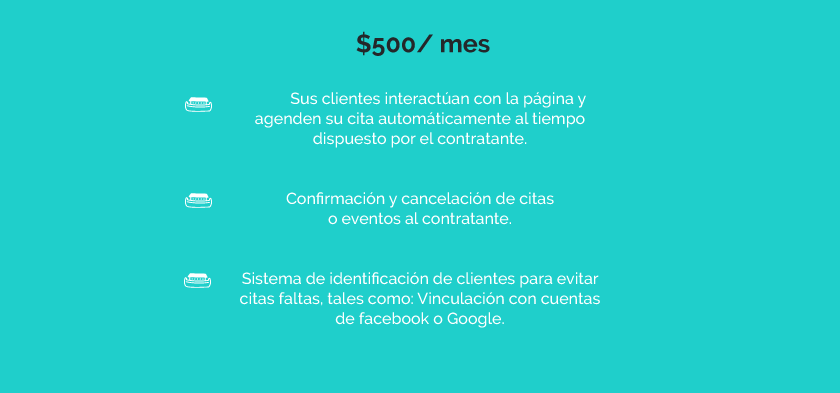 $500/ mes
Sus clientes interactúan con la página y
agenden su cita automáticamente al tiempo
dispuesto por el contratante.
Confirmación y cancelación de citas
o eventos al contratante.
Sistema de identificación de clientes para evitar
citas faltas, tales como: Vinculación con cuentas
de facebook o Google.